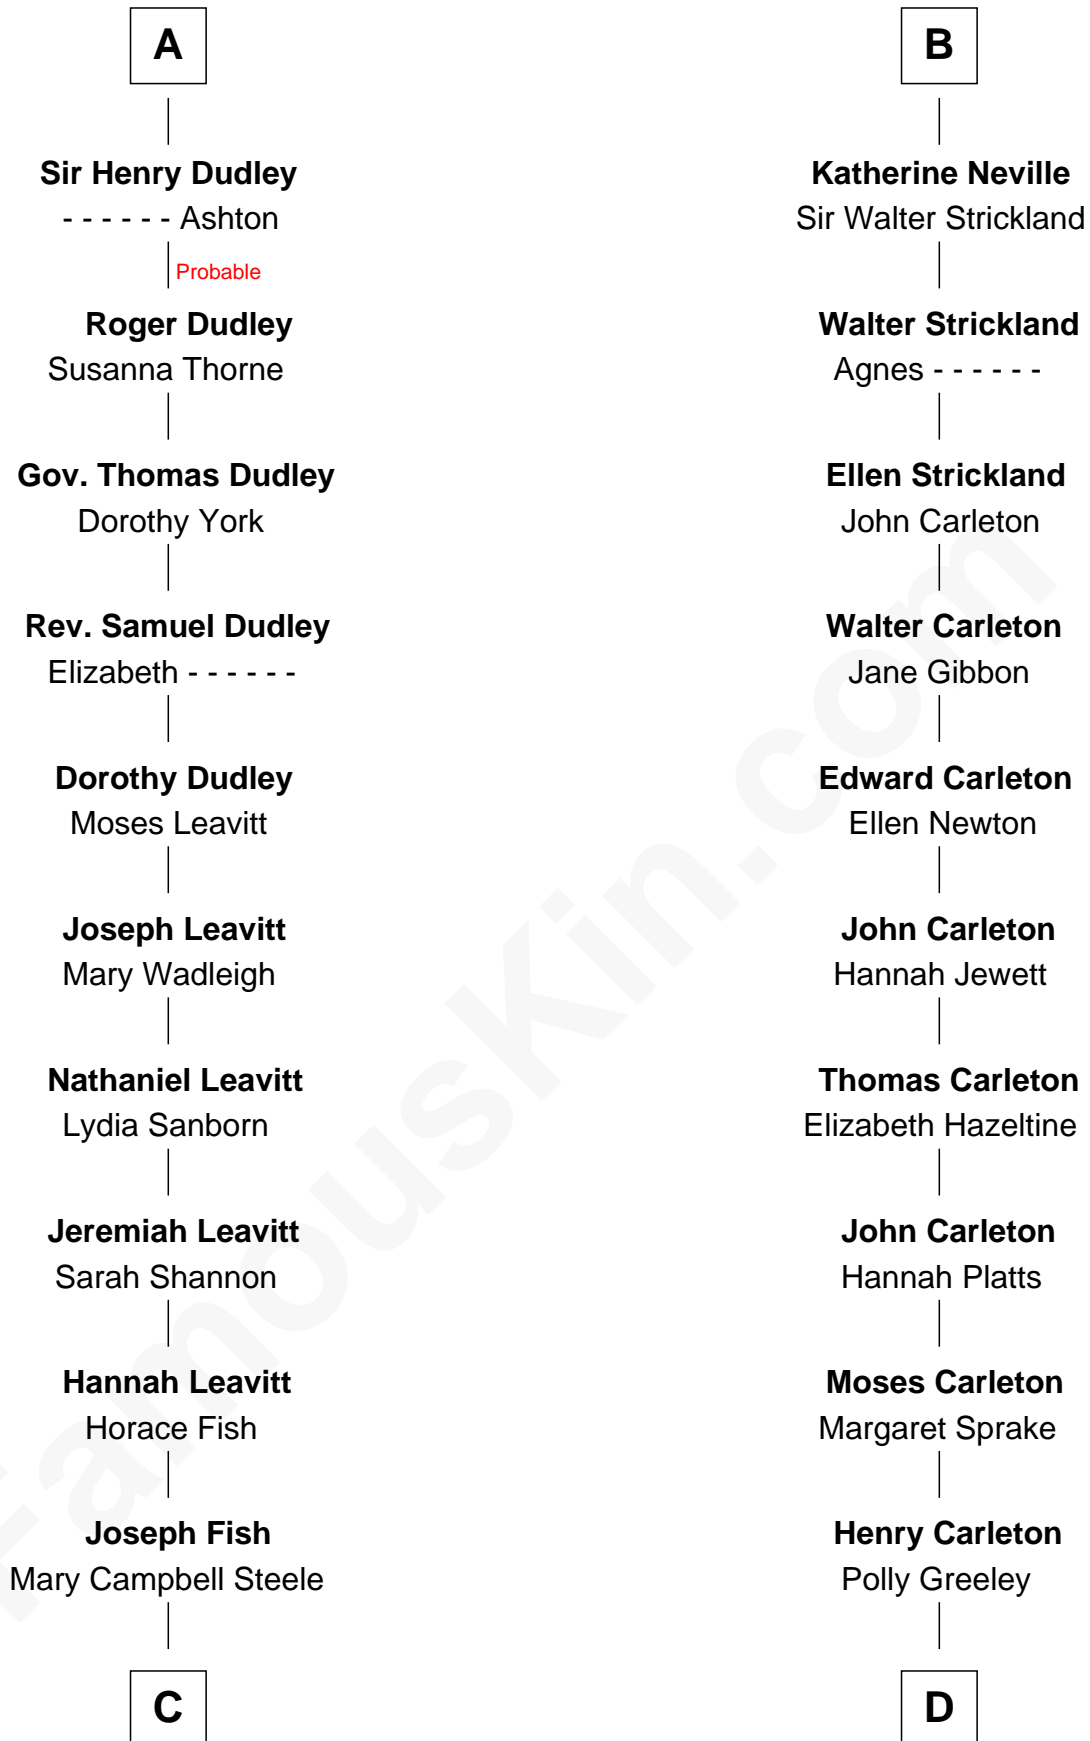 A
Sir Henry Dudley
- - - - - - Ashton
Probable
Roger Dudley
Susanna Thorne
Gov. Thomas Dudley
Dorothy York
Rev. Samuel Dudley
Elizabeth - - - - - -
Dorothy Dudley
Moses Leavitt
Joseph Leavitt
Mary Wadleigh
Nathaniel Leavitt
Lydia Sanborn
Jeremiah Leavitt
Sarah Shannon
Hannah Leavitt
Horace Fish
Joseph Fish
Mary Campbell Steele
C
B
Katherine Neville
Sir Walter Strickland
Walter Strickland
Agnes - - - - - -
Ellen Strickland
John Carleton
Walter Carleton
Jane Gibbon
Edward Carleton
Ellen Newton
John Carleton
Hannah Jewett
Thomas Carleton
Elizabeth Hazeltine
John Carleton
Hannah Platts
Moses Carleton
Margaret Sprake
Henry Carleton
Polly Greeley
D
FamousKin.com